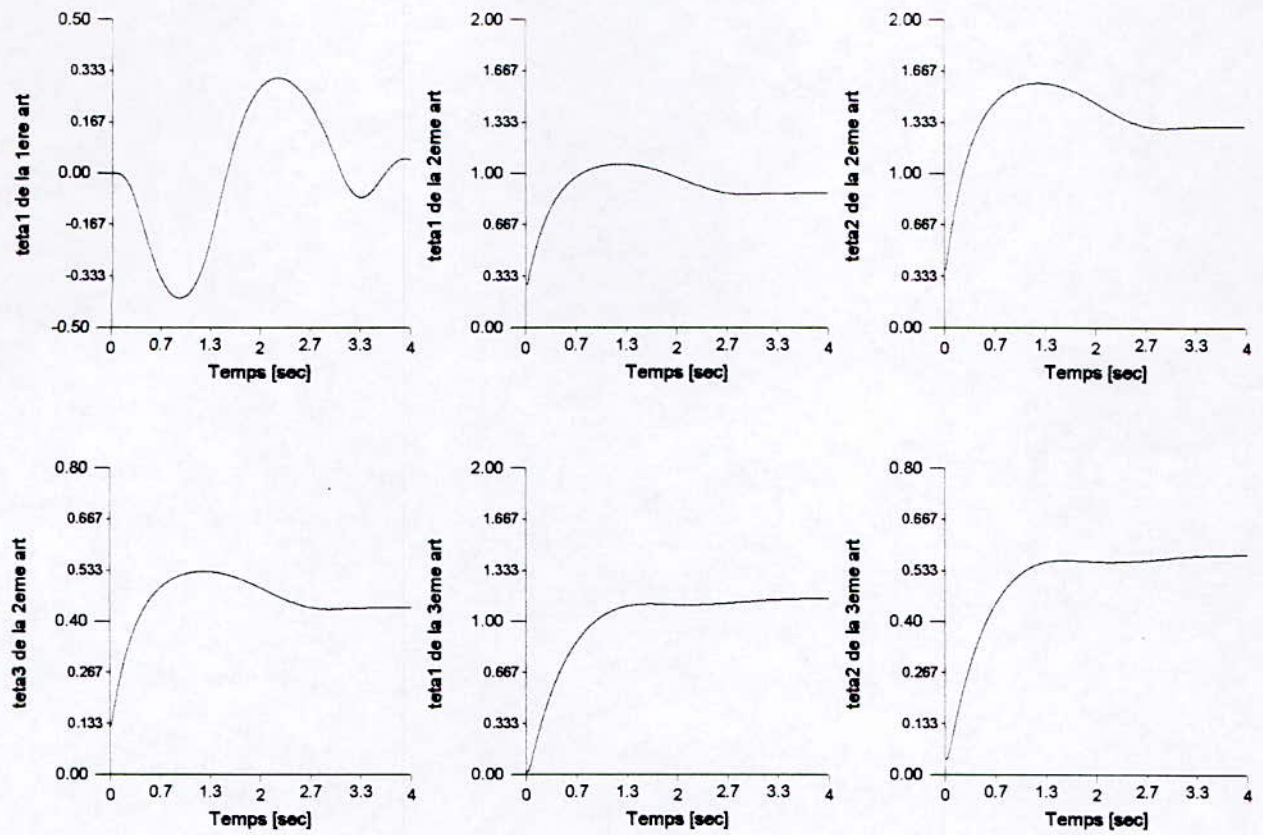 0.50
0.333
0.167
0.00
-0.167
-0.333
-0.50
teta1 de la 1ere art
0 0.7 1.3 2 2.7 3.3 4
Temps [sec]
2.00
1.667
1.333
1.00
0.667
0.333
0.00
teta1 de la 2eme art
0 0.7 1.3 2 2.7 3.3 4
Temps [sec]
2.00
1.667
1.333
1.00
0.667
0.333
0.00
teta2 de la 2eme art
0 0.7 1.3 2 2.7 3.3 4
Temps [sec]
0.80
0.667
0.533
0.40
0.267
0.133
0.00
teta3 de la 2eme art
0 0.7 1.3 2 2.7 3.3 4
Temps [sec]
2.00
1.667
1.333
1.00
0.667
0.333
0.00
teta1 de la 3eme art
0 0.7 1.3 2 2.7 3.3 4
Temps [sec]
0.80
0.667
0.533
0.40
0.267
0.133
0.00
teta2 de la 3eme art
0 0.7 1.3 2 2.7 3.3 4
Temps [sec]